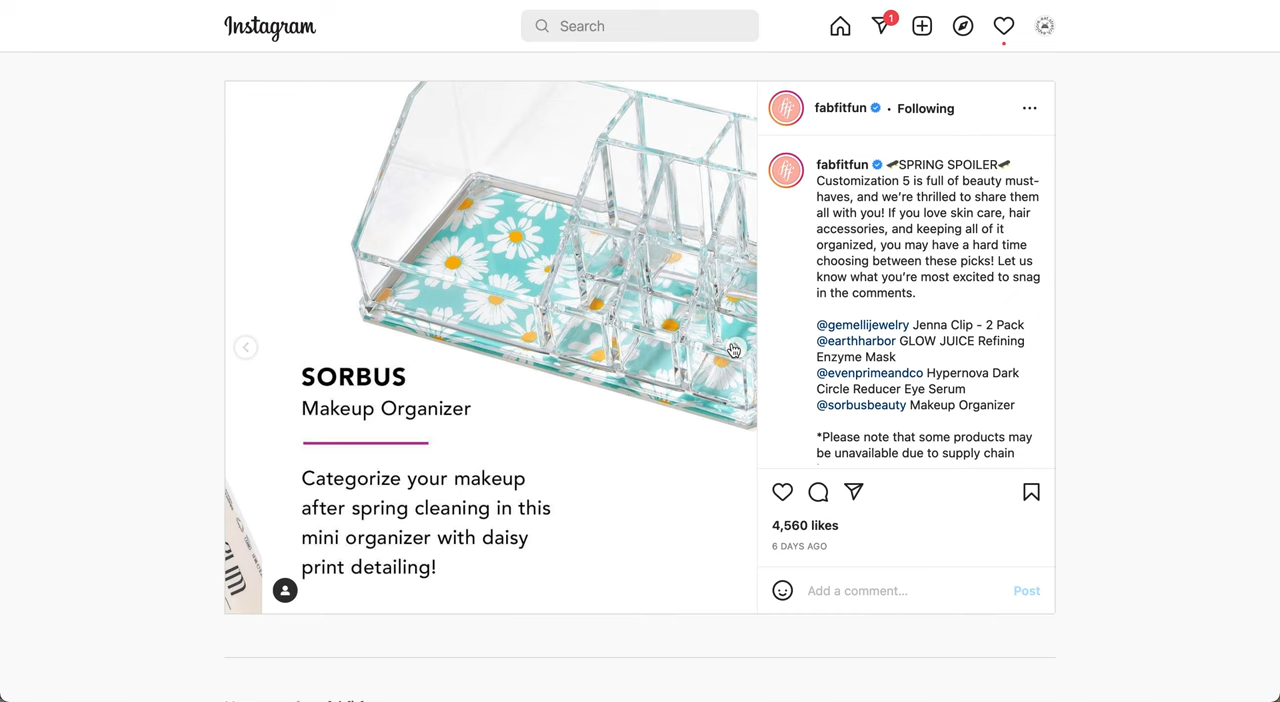 Instagram
Search
1
fabfitfun • Following
fabfitfun SPRING SPOILER
Customization 5 is full of beauty must-
haves, and we're thrilled to share them
all with you! If you love skin care, hair
accessories, and keeping all of it
organized, you may have a hard time
choosing between these picks! Let us
know what you're most excited to snag
in the comments.
@gemellijewelry Jenna Clip - 2 Pack
@earthharbor GLOW JUICE Refining
Enzyme Mask
@evenprimeandco Hypernova Dark
Circle Reducer Eye Serum
@sorbusbeauty Makeup Organizer
*Please note that some products may
be unavailable due to supply chain
SORBUS
Makeup Organizer
Categorize your makeup
after spring cleaning in this
mini organizer with daisy
print detailing!
4,560 likes
6 DAYS AGO
Add a comment...
Post